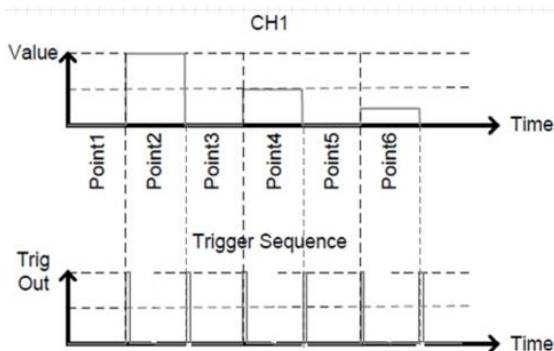 CH1
Value
Time
Point1
Point2
Point3
Point4
Point5
Point6
Trigger Sequence
Trig
Out
Time